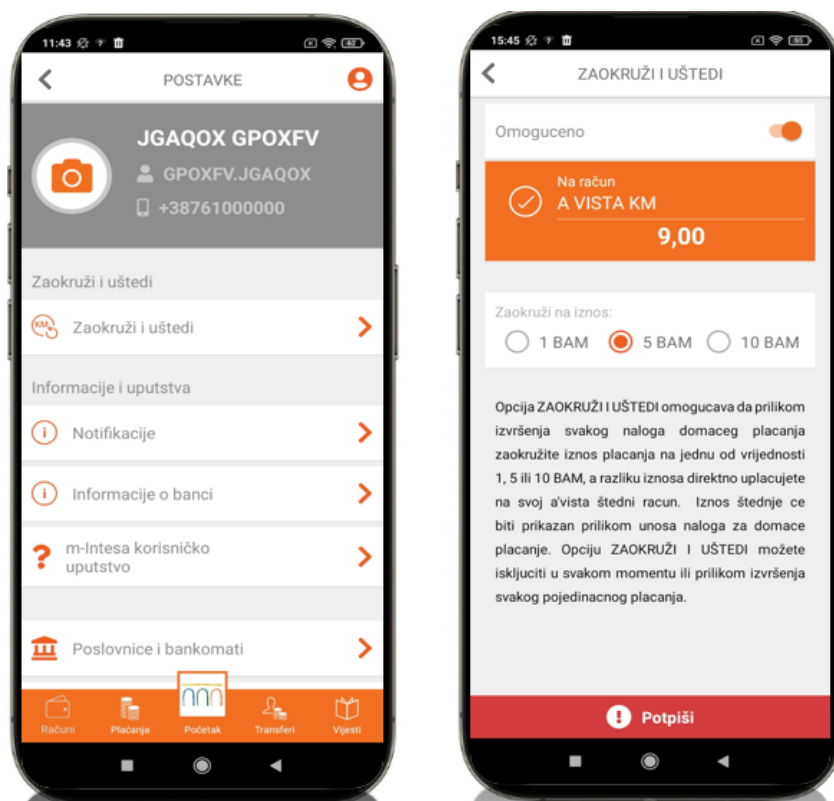 11:43
62
POSTAVKE
JGAQOX GPOXFV
GPOXFV.JGAQOX
+38761000000
Zaokruži i uštedi
KM
Zaokruži i uštedi
Informacije i uputstva
Notifikacije
Informacije o banci
m-Intesa korisničko
uputstvo
Poslovnice i bankomati
Računi
Plaćanja
Početak
Transferi
Vijesti
15:45
ZAOKRUŽI I UŠTEDI
Omoguceno
Na račun
A VISTA KM
9,00
Zaokruži na iznos:
1 BAM 5 BAM 10 BAM
Opcija ZAOKRUŽI I UŠTEDI omogucava da prilikom
izvršenja svakog naloga domaceg placanja
zaokružite iznos placanja na jednu od vrijednosti
1, 5 ili 10 BAM, a razliku iznosa direktno uplacujete
na svoj a'vista štedni racun. Iznos štednje ce
biti prikazan prilikom unosa naloga za domace
placanje. Opciju ZAOKRUŽI I UŠTEDI možete
iskljuciti u svakom momentu ili prilikom izvršenja
svakog pojedinacnog placanja.
Potpiši